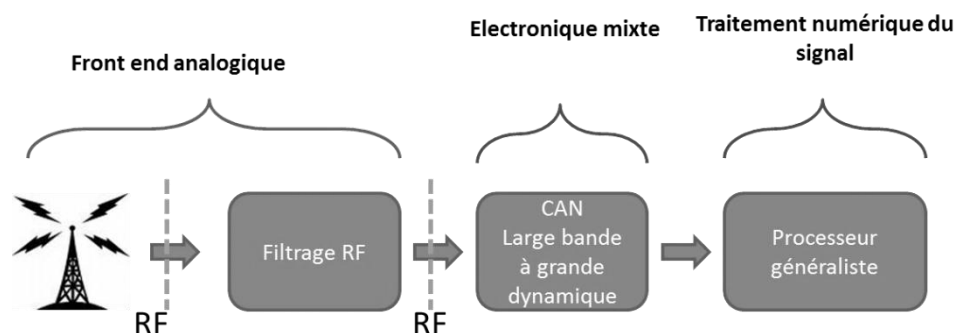 Front end analogique
Electronique mixte
Traitement numérique du
signal
Filtrage RF
CAN
Large bande
à grande
dynamique
Processeur
généraliste
RF
RF